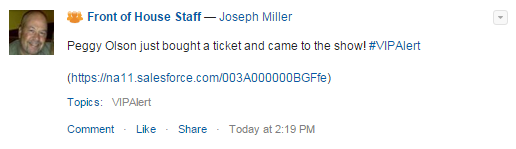 Front of House Staff — Joseph Miller
Peggy Olson just bought a ticket and came to the show! #VIPAlert
(https://na11.salesforce.com/003A000000BGFfe)
Topics: VIPAlert
Comment · Like · Share · Today at 2:19 PM